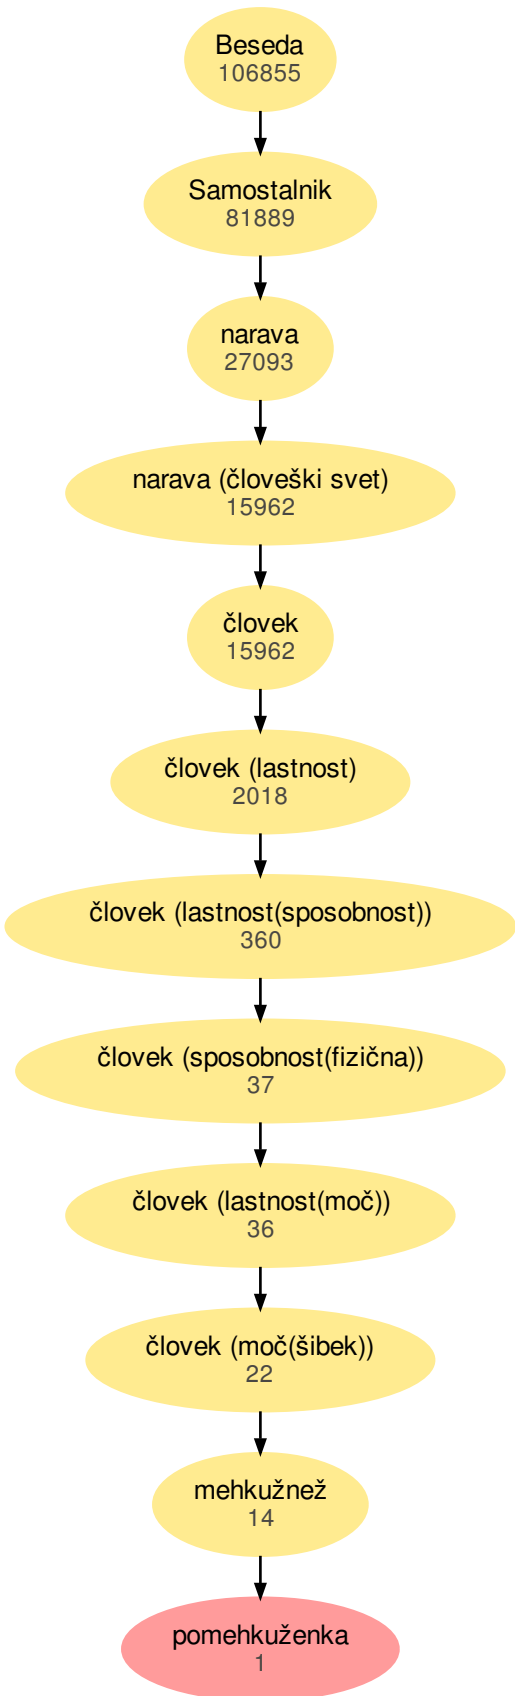 Beseda
106855
Samostalnik
81889
narava
27093
narava (človeški svet)
15962
človek
15962
človek (lastnost)
2018
človek (lastnost(sposobnost))
360
človek (sposobnost(fizična))
37
človek (lastnost(moč))
36
človek (moč(šibek))
22
mehkužnež
14
pomehkuženka
1